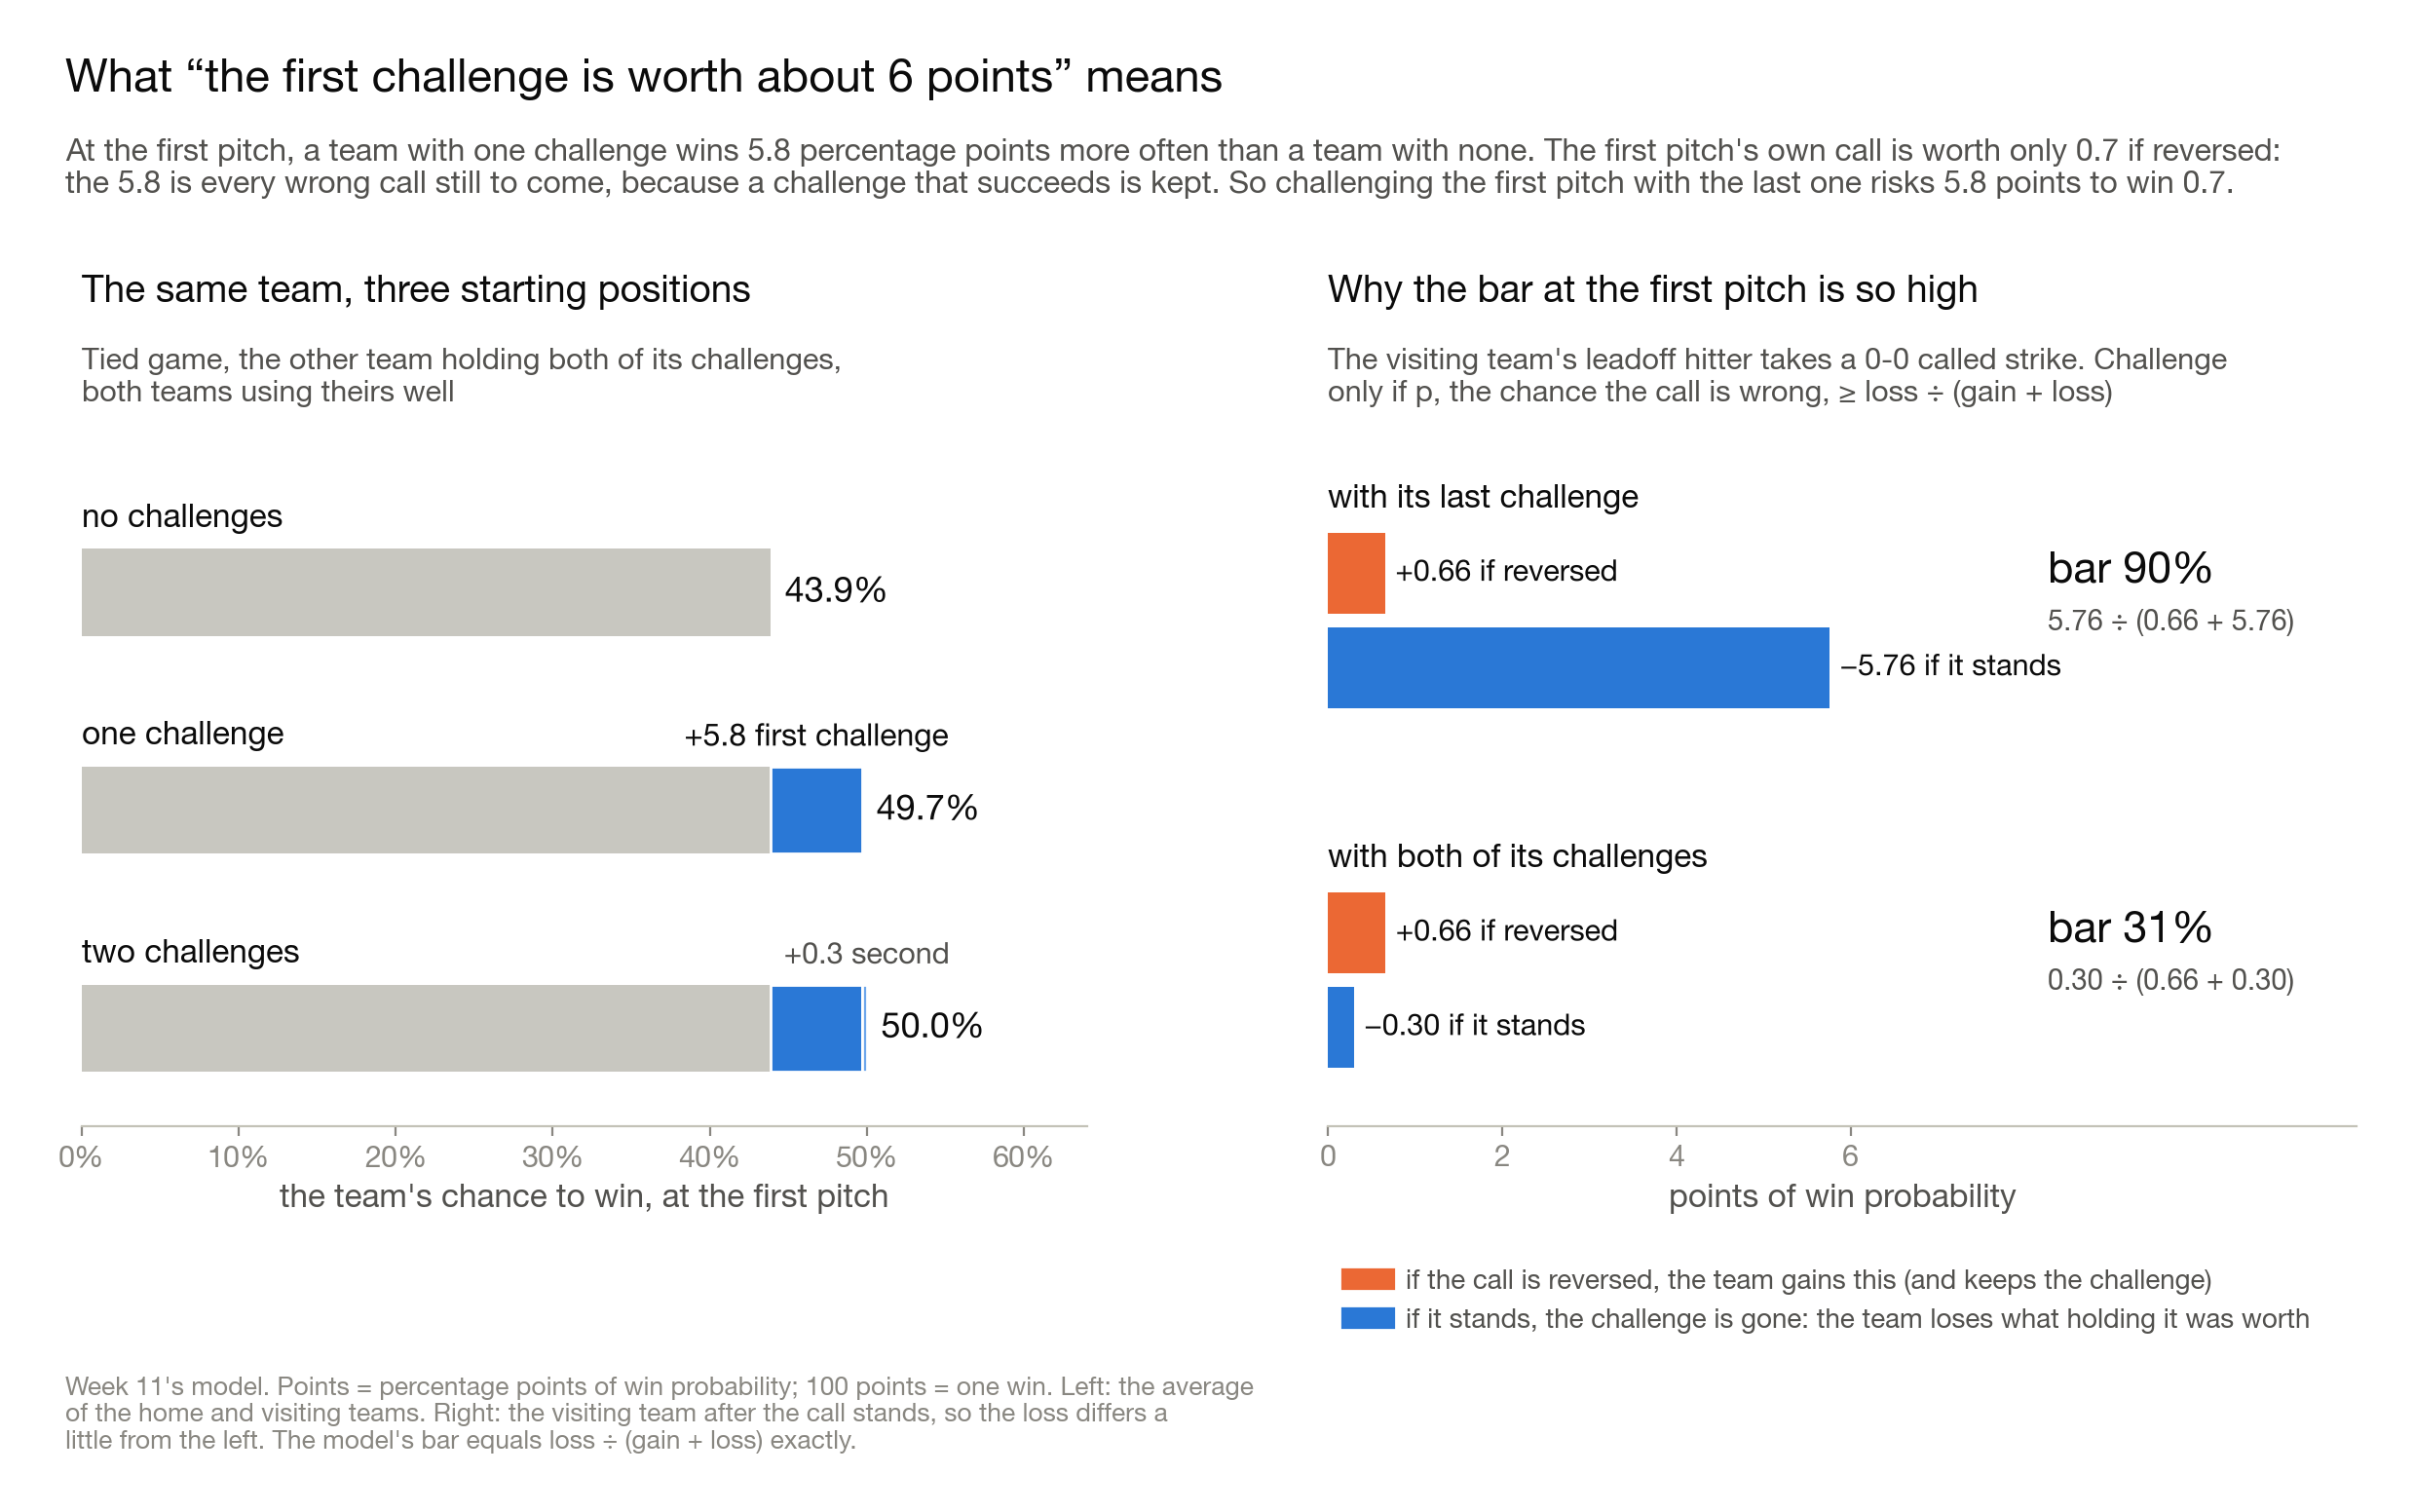 What “the first challenge is worth about 6 points” means
At the first pitch, a team with one challenge wins 5.8 percentage points more often than a team with none. The first pitch's own call is worth only 0.7 if reversed:
the 5.8 is every wrong call still to come, because a challenge that succeeds is kept. So challenging the first pitch with the last one risks 5.8 points to win 0.7.
The same team, three starting positions
Tied game, the other team holding both of its challenges,
both teams using theirs well
no challenges
43.9%
one challenge
+5.8 first challenge
49.7%
two challenges
+0.3 second
50.0%
0%
10%
20%
30%
40%
50%
60%
the team's chance to win, at the first pitch
Why the bar at the first pitch is so high
The visiting team's leadoff hitter takes a 0-0 called strike. Challenge
only if p, the chance the call is wrong, ≥ loss ÷ (gain + loss)
with its last challenge
+0.66 if reversed
bar 90%
5.76 ÷ (0.66 + 5.76)
−5.76 if it stands
with both of its challenges
+0.66 if reversed
bar 31%
0.30 ÷ (0.66 + 0.30)
−0.30 if it stands
0
2
4
6
points of win probability
if the call is reversed, the team gains this (and keeps the challenge)
if it stands, the challenge is gone: the team loses what holding it was worth
Week 11's model. Points = percentage points of win probability; 100 points = one win. Left: the average
of the home and visiting teams. Right: the visiting team after the call stands, so the loss differs a
little from the left. The model's bar equals loss ÷ (gain + loss) exactly.